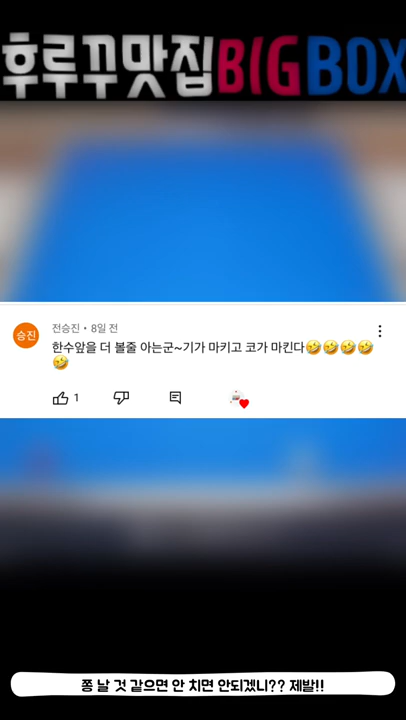 후루꾸맛집BIGBOX
승진
전승진 • 8일 전
한수앞을 더 볼줄 아는군~기가 마키고 코가 마킨다🤣🤣🤣🤣
🤣
1
쫑 날 것 같으면 안 치면 안되겠니?? 제발!!